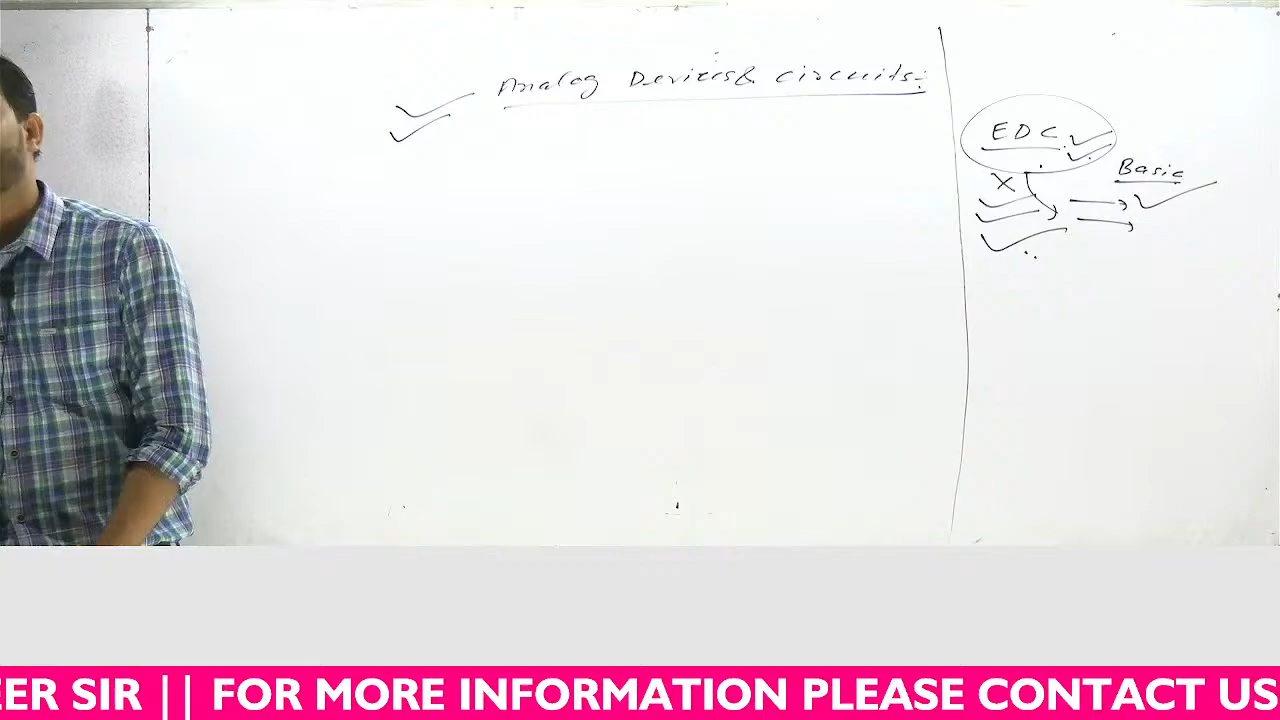 Analog Devices & circuits:
EDC
Basic
EER SIR || FOR MORE INFORMATION PLEASE CONTACT US